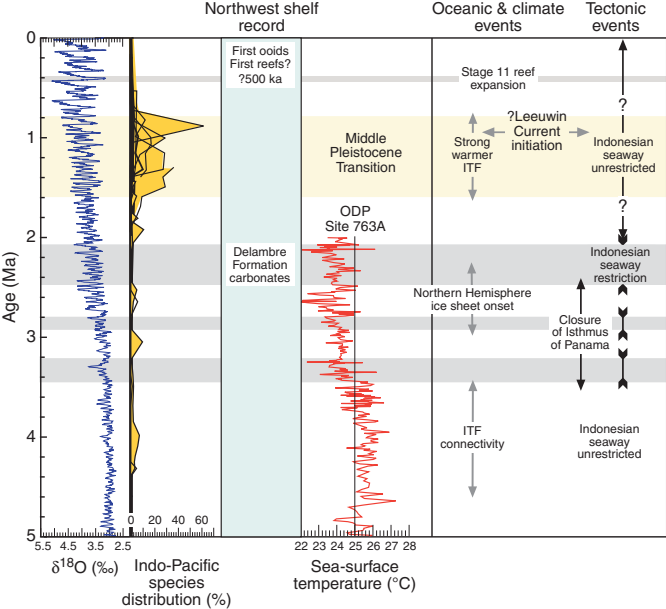 Northwest shelf
record
Oceanic & climate
events
Tectonic
events
0
1
2
3
4
5
Age (Ma)
First ooids
First reefs?
?500 ka
Stage 11 reef
expansion
?
?Leeuwin
Current
initiation
Middle
Pleistocene
Transition
Strong
warmer
ITF
Indonesian
seaway
unrestricted
?
ODP
Site 763A
Delambre
Formation
carbonates
Indonesian
seaway
restriction
Northern Hemisphere
ice sheet onset
Closure
of Isthmus
of Panama
ITF
connectivity
Indonesian
seaway
unrestricted
0 20 40 60
5.5 4.5 3.5 2.5
22 23 24 25 26 27 28
δ18O (‰)
Indo-Pacific
species
distribution (%)
Sea-surface
temperature (°C)